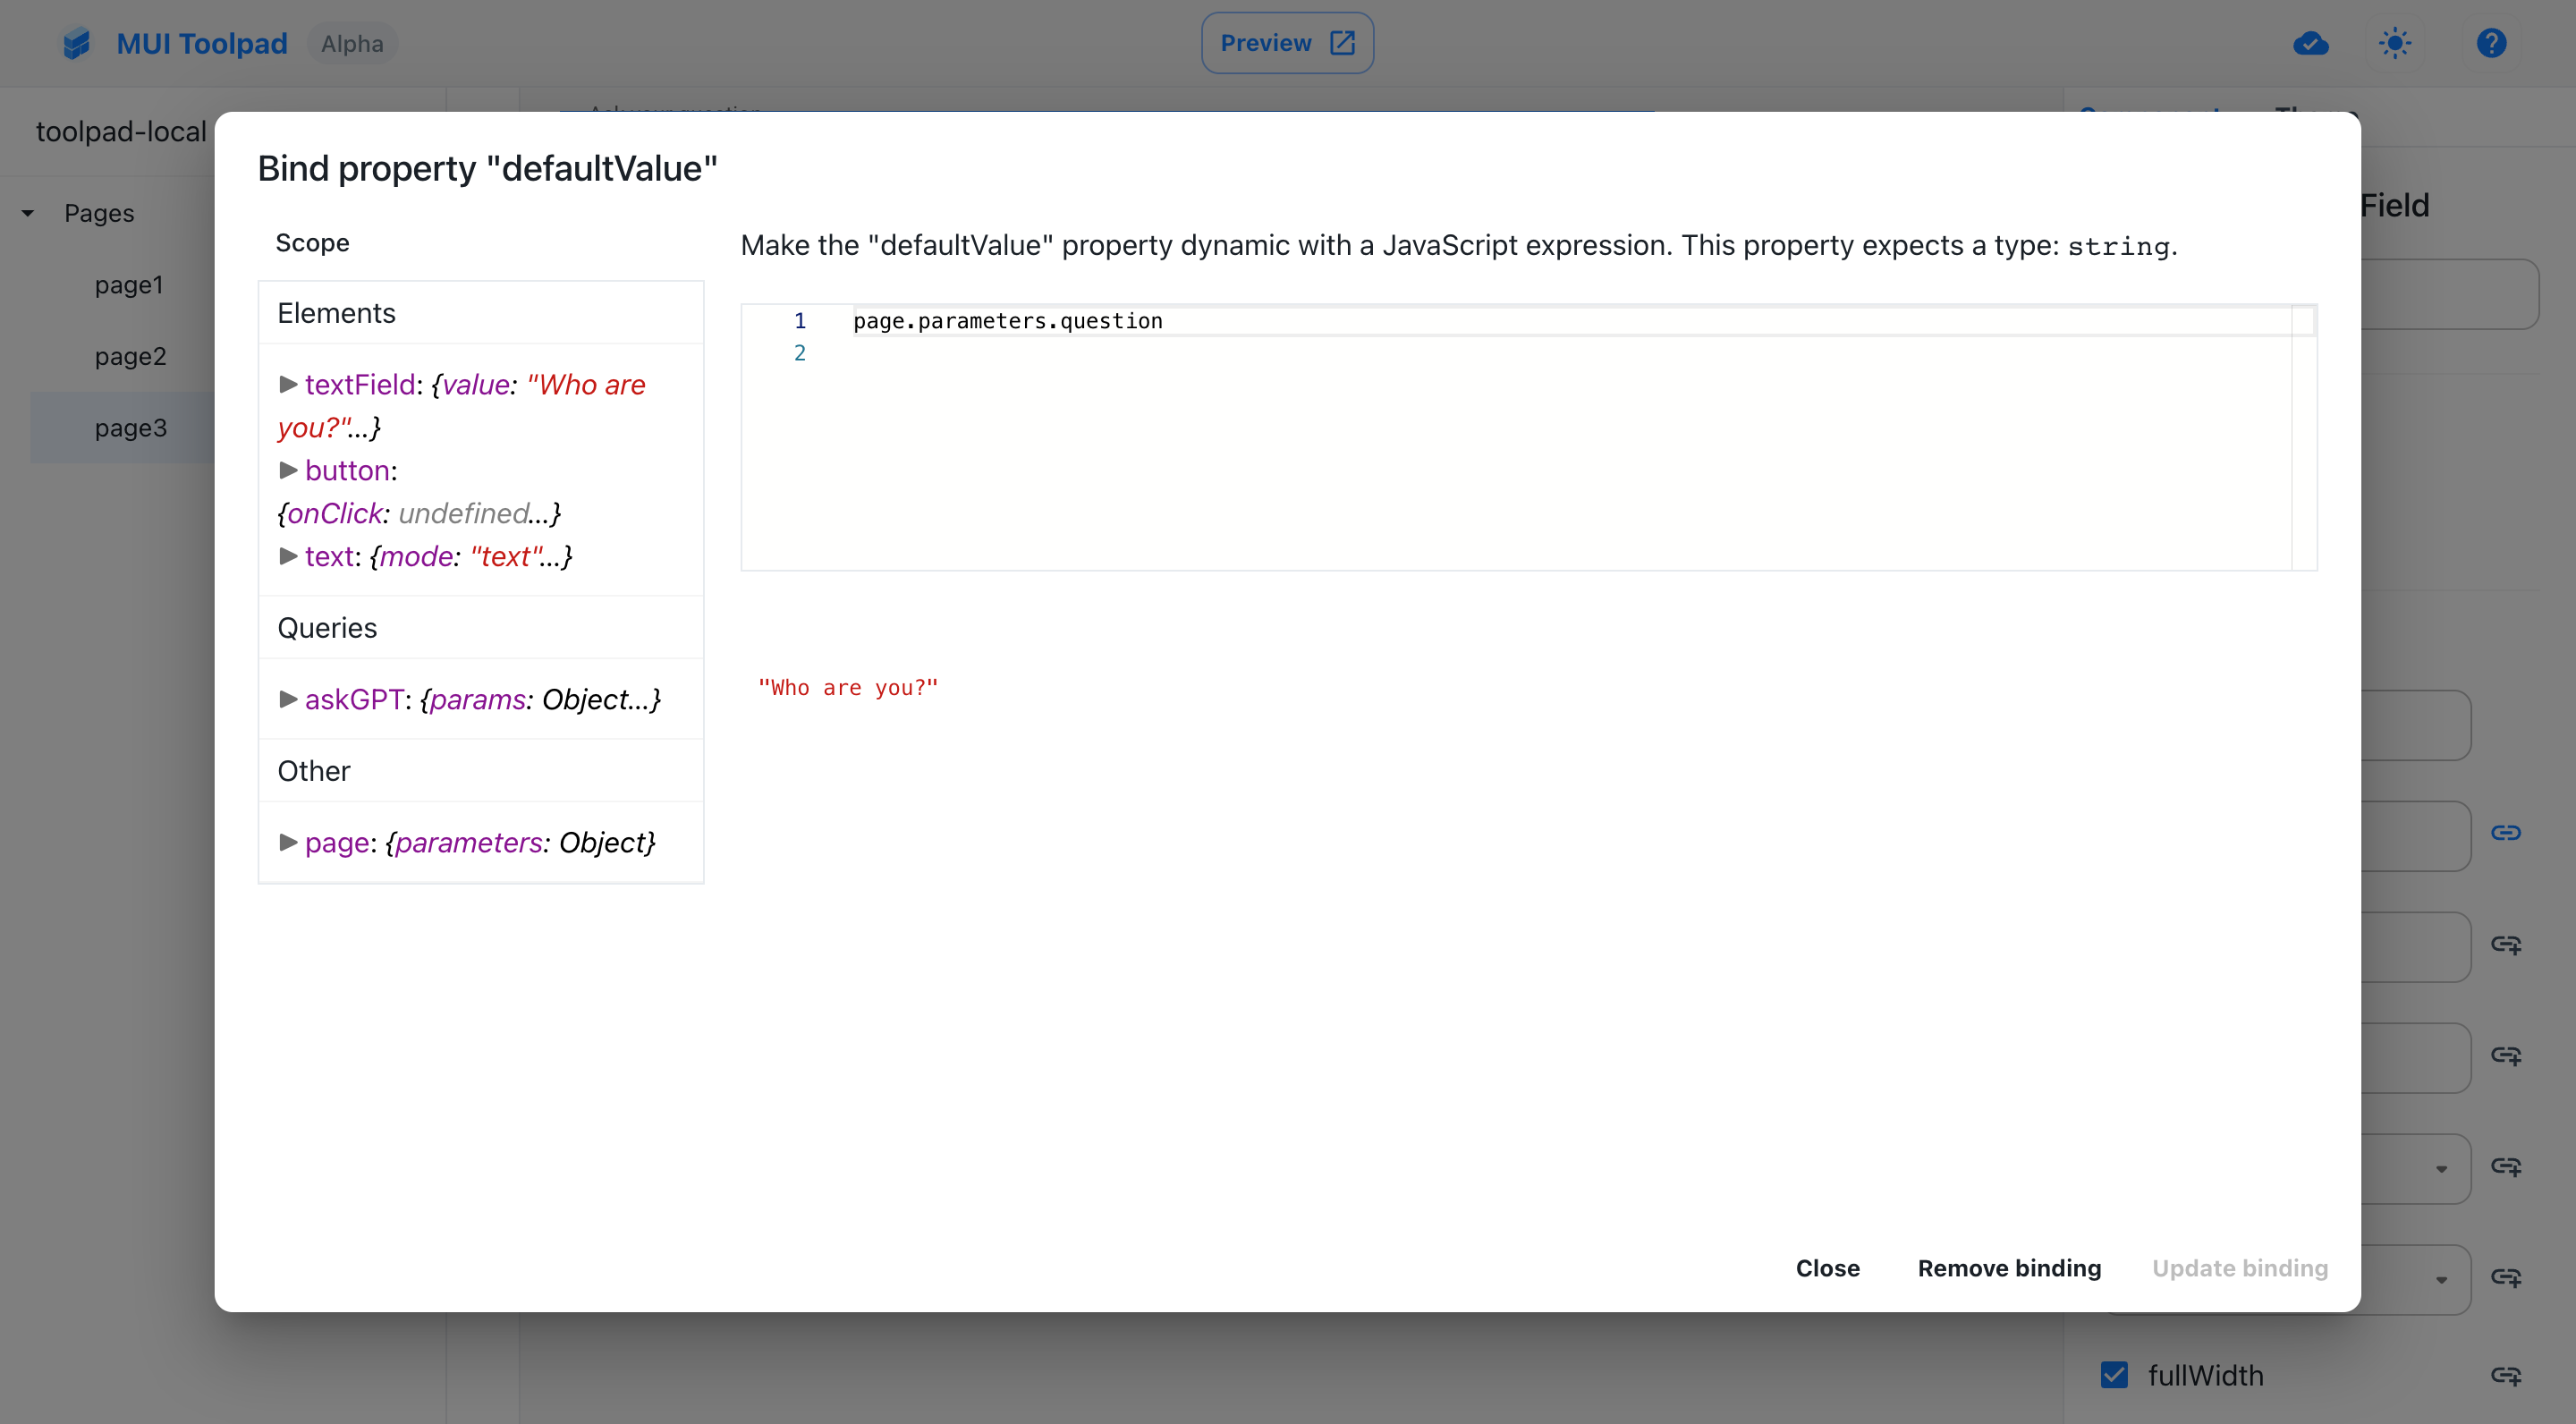 MUI Toolpad
Alpha
Preview
toolpad-local
Pages
page1
page2
page3
Bind property "defaultValue"
Scope
Elements
textField: {value: "Who are
you?"…}
button:
{onClick: undefined…}
text: {mode: "text"…}
Queries
askGPT: {params: Object…}
Other
page: {parameters: Object}
Make the "defaultValue" property dynamic with a JavaScript expression. This property expects a type: string.
1 page.parameters.question
2
"Who are you?"
Close
Remove binding
Update binding
Field
fullWidth